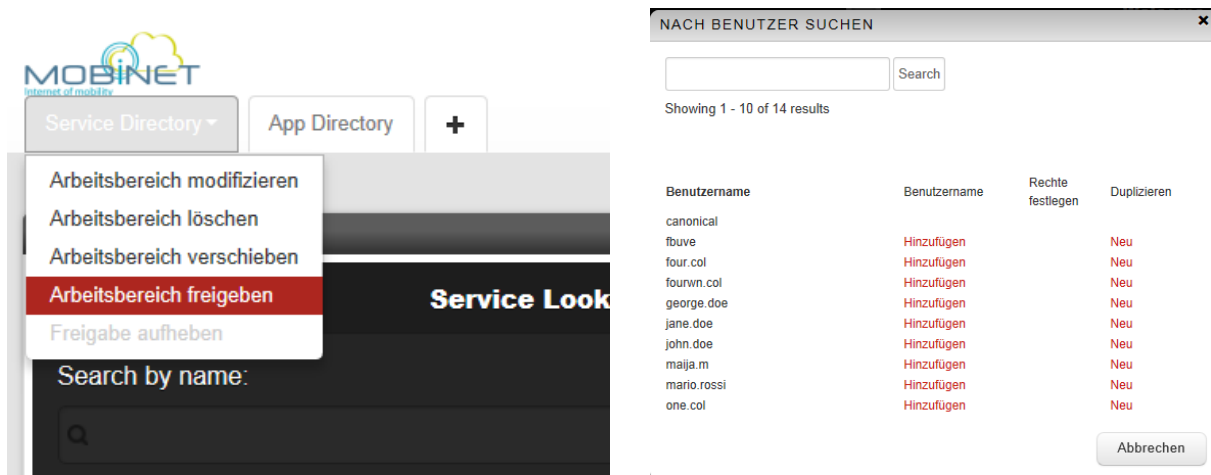 MOBiNET
Internet of mobility
Service Directory
App Directory
+
Arbeitsbereich modifizieren
Arbeitsbereich löschen
Arbeitsbereich verschieben
Arbeitsbereich freigeben
Freigabe aufheben
Service Look
Search by name:
NACH BENUTZER SUCHEN
Search
Showing 1 - 10 of 14 results
Benutzername Benutzername Rechte festlegen Duplizieren
canonical
fbuve Hinzufügen Neu
four.col Hinzufügen Neu
fourwn.col Hinzufügen Neu
george.doe Hinzufügen Neu
jane.doe Hinzufügen Neu
john.doe Hinzufügen Neu
maija.m Hinzufügen Neu
mario.rossi Hinzufügen Neu
one.col Hinzufügen Neu
Abbrechen